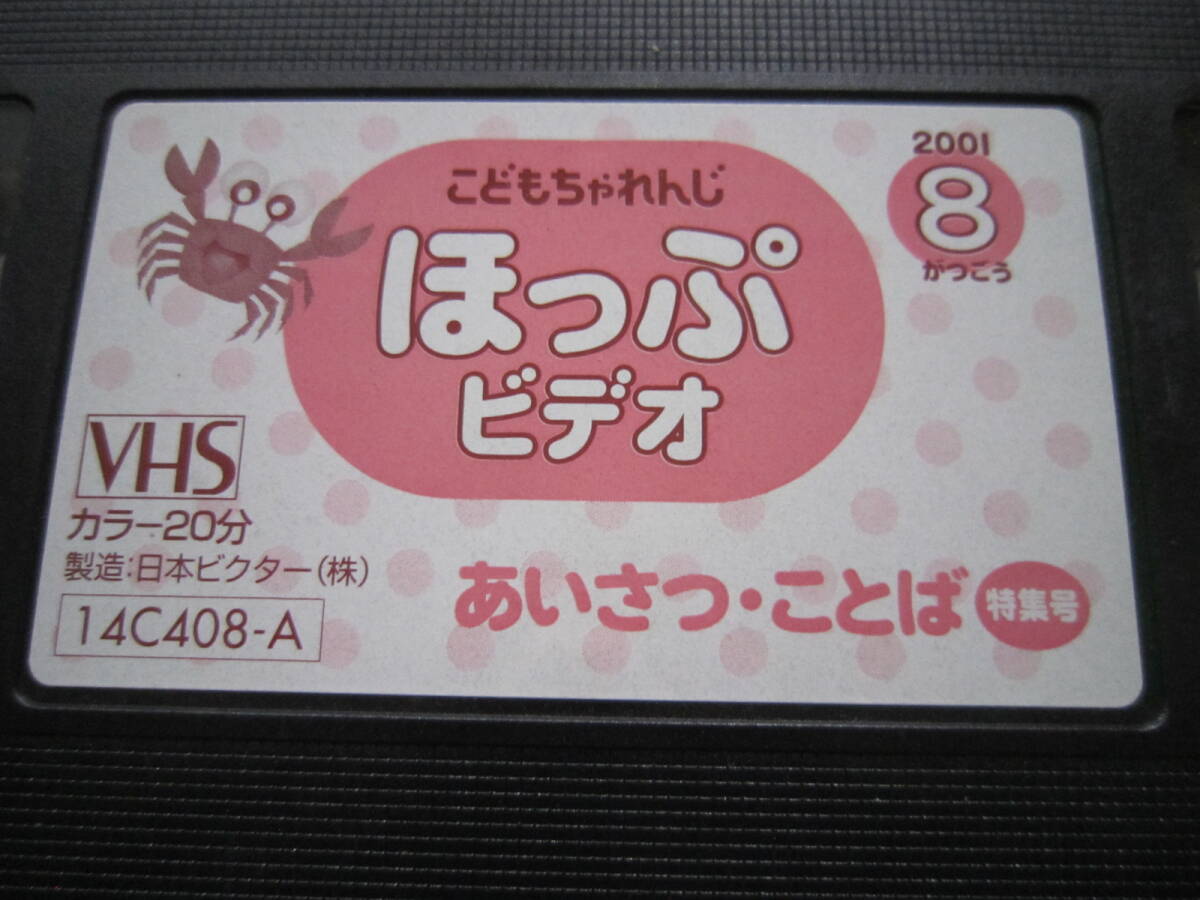 こどもちゃれんじ
ほっぷ
ビデオ
2001
8
がつごう
VHS
カラー20分
製造:日本ビクター(株)
14C408-A
あいさつ・ことば 特集号